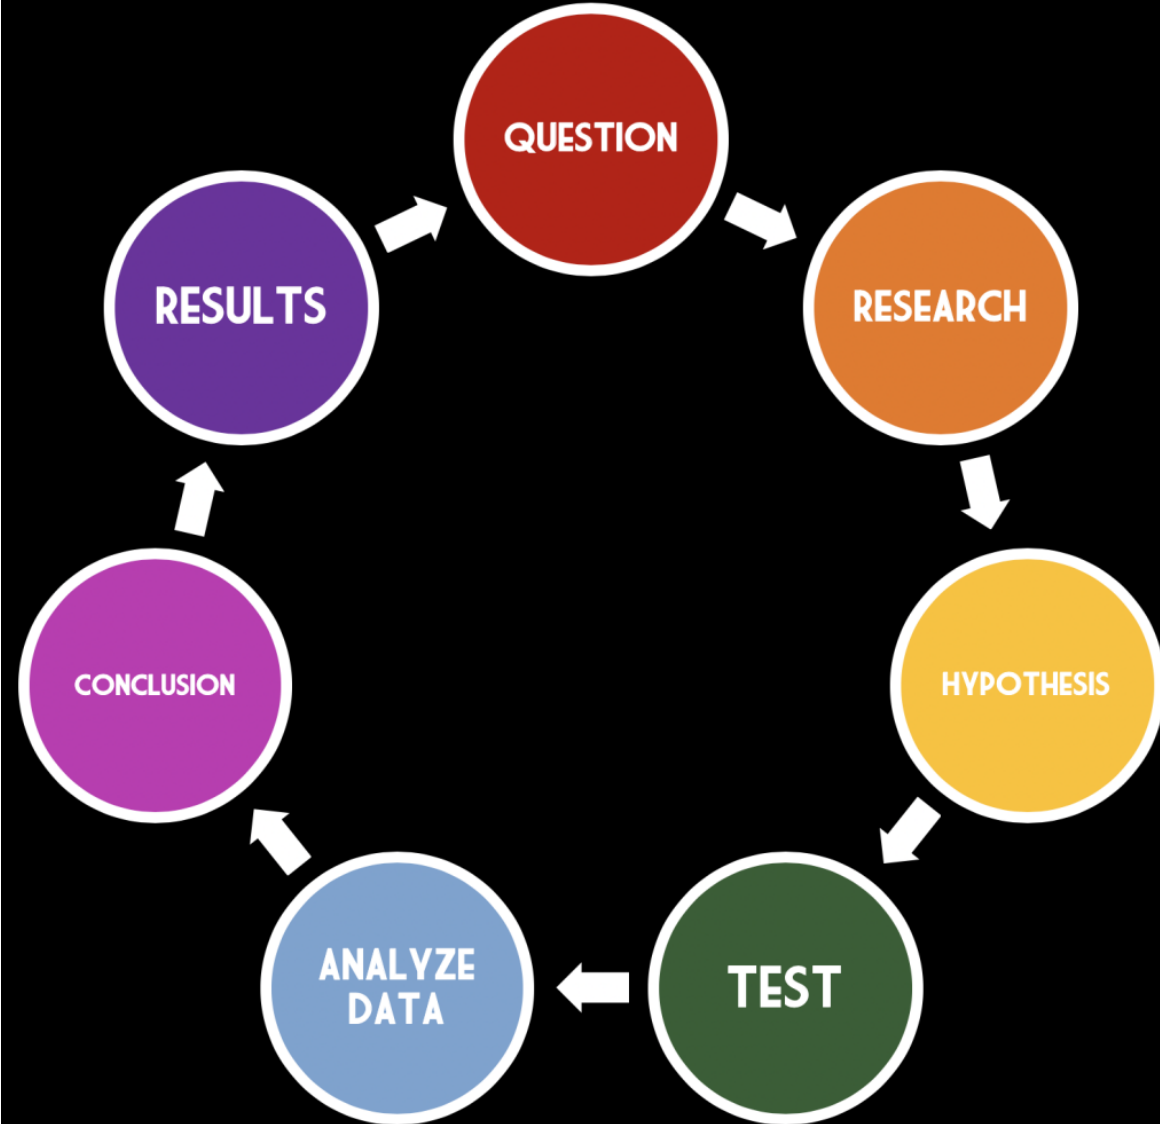 QUESTION
RESEARCH
HYPOTHESIS
TEST
ANALYZE
DATA
CONCLUSION
RESULTS